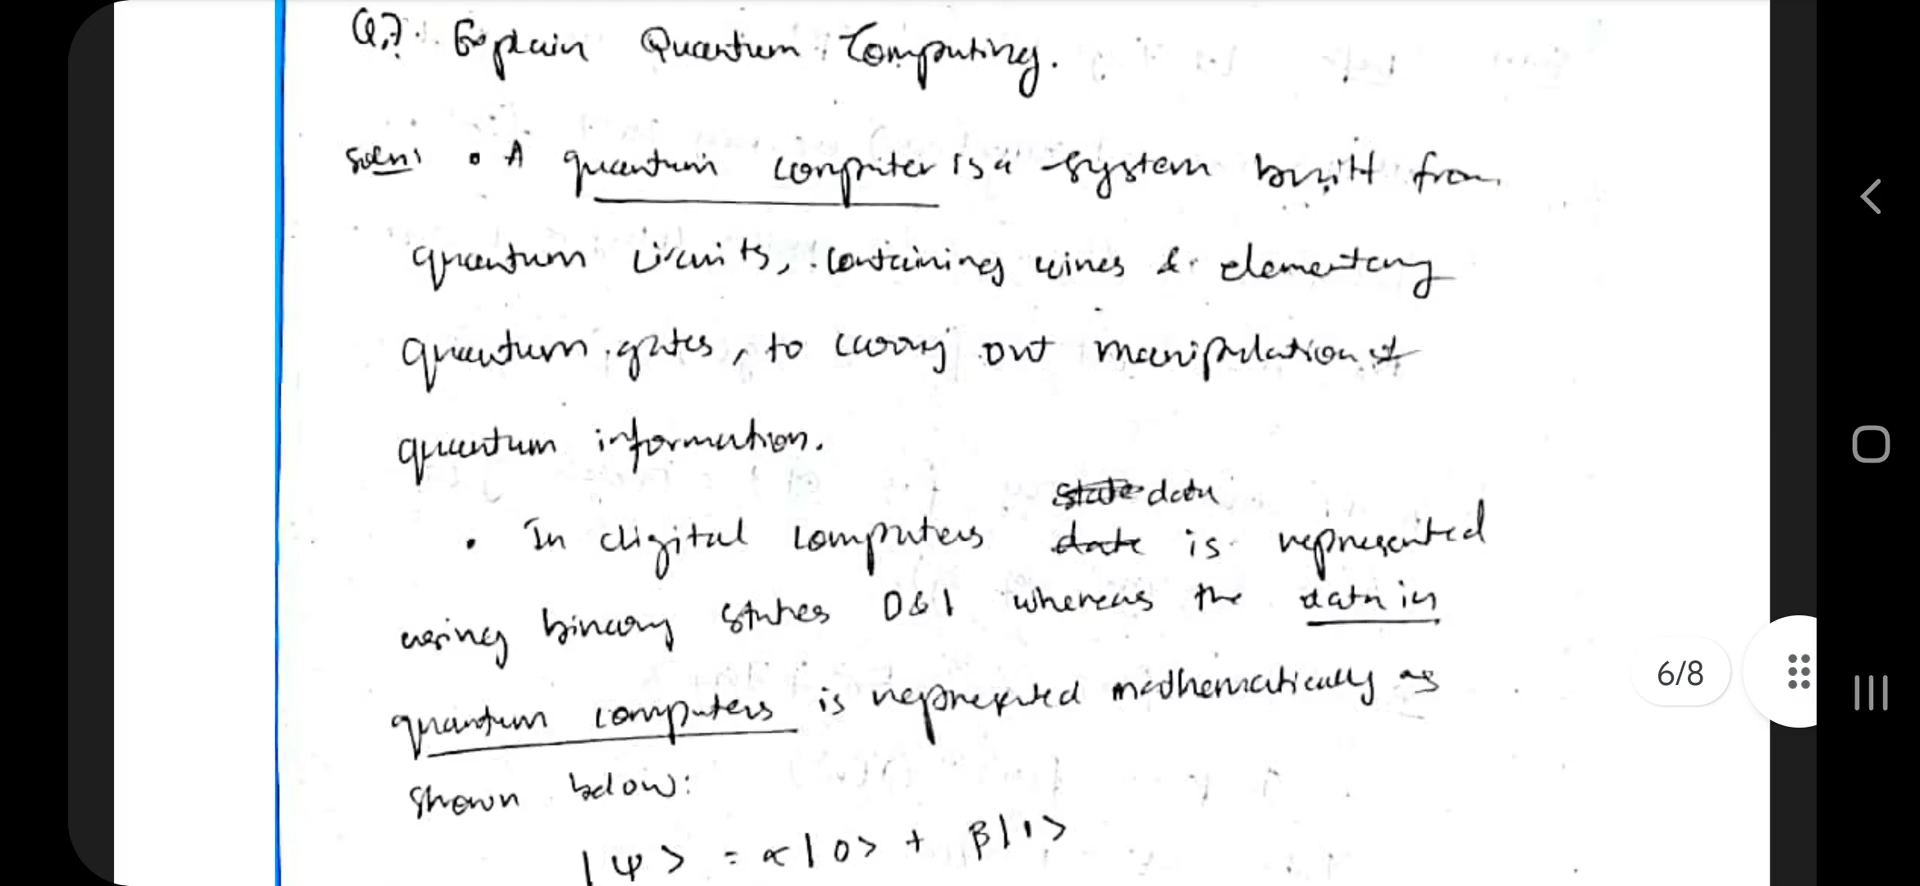 Q.7. Explain Quantum Computing.
Soln: • A quantum computer is a system built from
quantum circuits, containing wires & elementary
quantum gates, to carry out manipulation of
quantum information.
state data
• In digital computers date is represented
using binary states 0 & 1 whereas the data in
quantum computers is represented mathematically as
shown below:
|ψ> = α|0> + β|1>
6/8